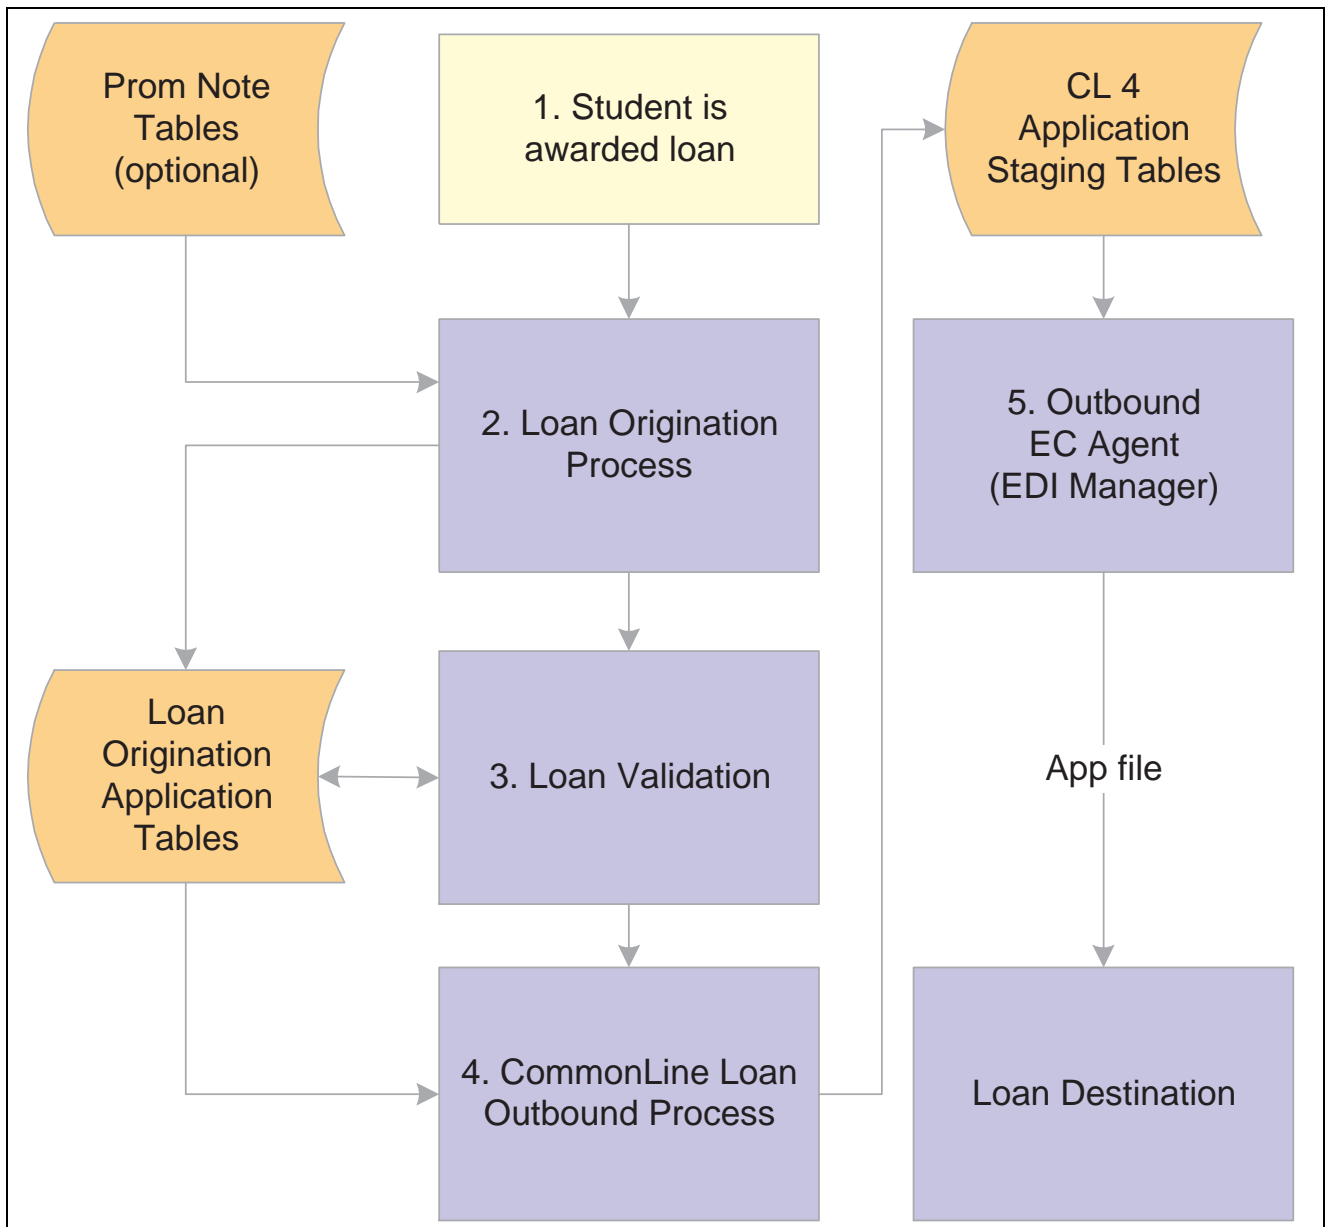 Prom Note
Tables
(optional)
1. Student is
awarded loan
CL 4
Application
Staging Tables
2. Loan Origination
Process
5. Outbound
EC Agent
(EDI Manager)
Loan
Origination
Application
Tables
3. Loan Validation
App file
4. CommonLine Loan
Outbound Process
Loan Destination